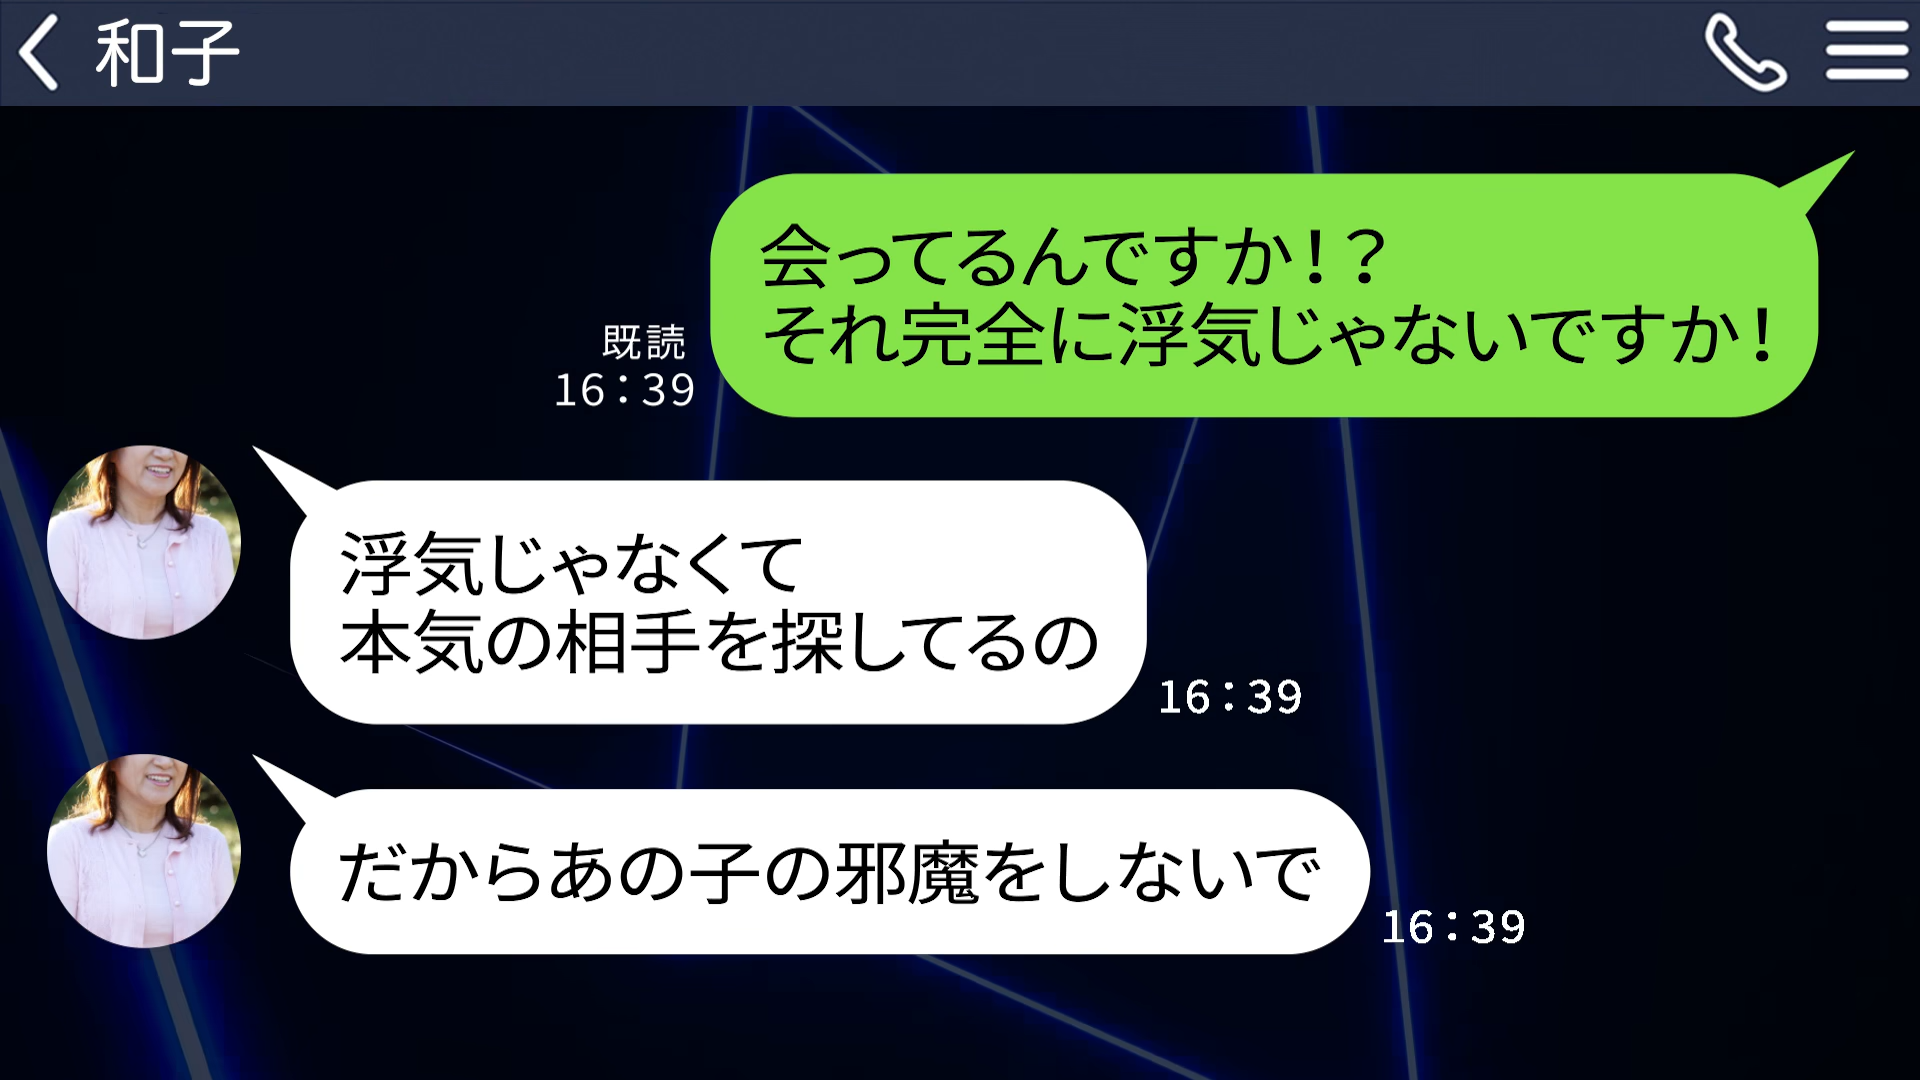 和子
会ってるんですか！？
それ完全に浮気じゃないですか！
既読
16：39
浮気じゃなくて
本気の相手を探してるの
16：39
だからあの子の邪魔をしないで
16：39